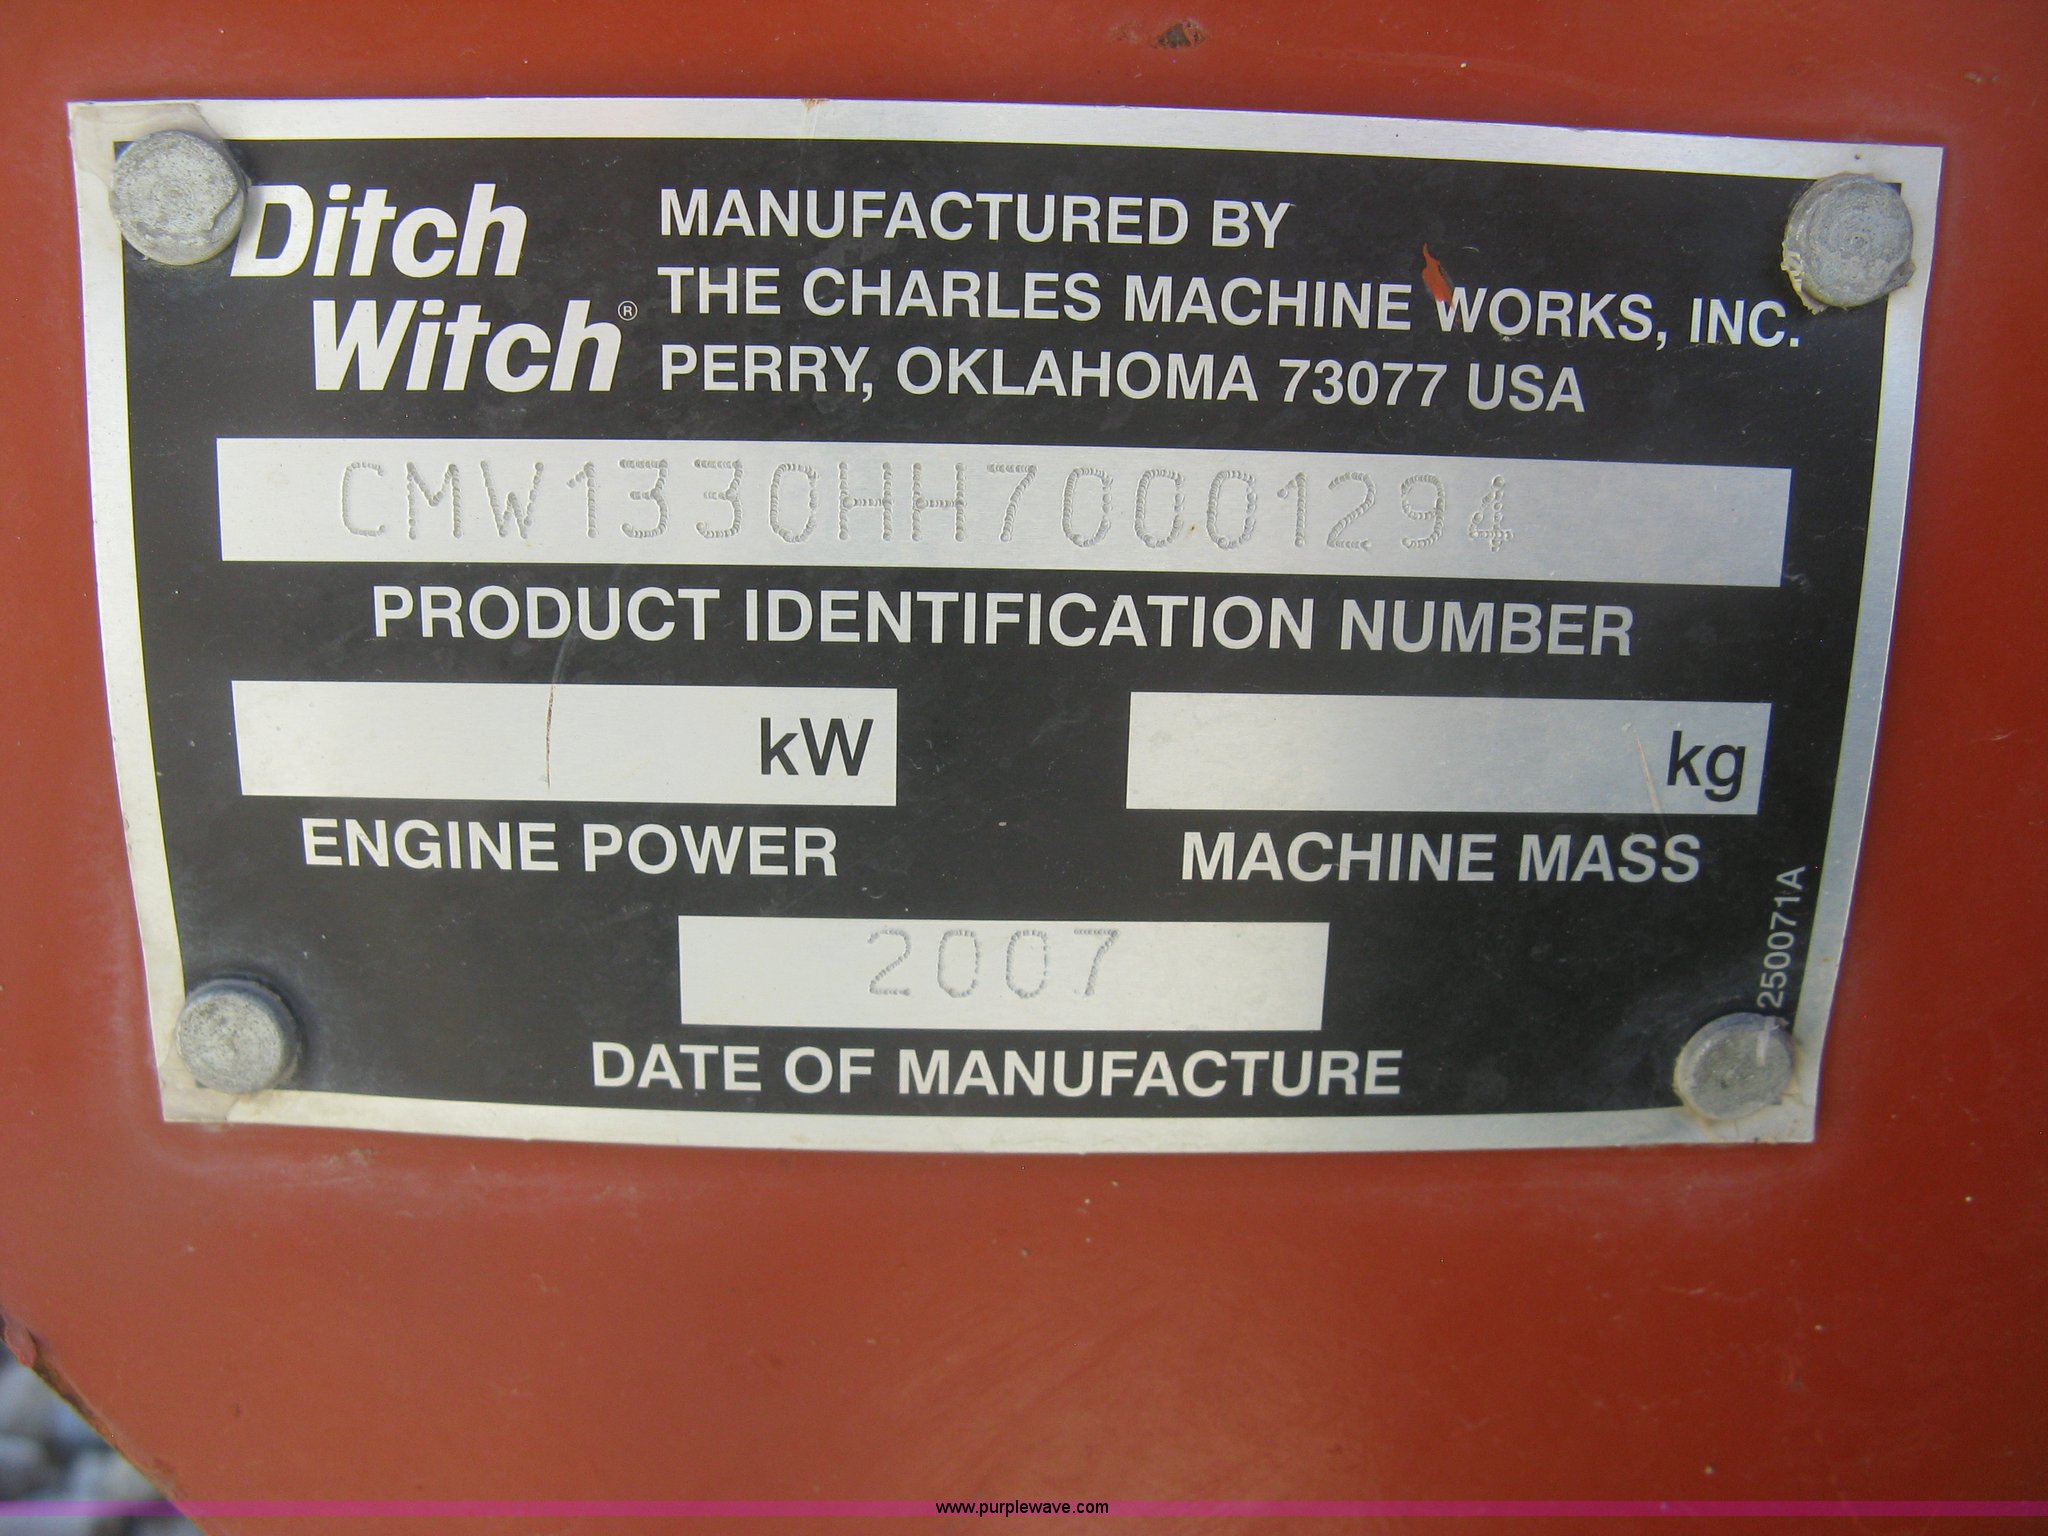 Ditch
Witch®
MANUFACTURED BY
THE CHARLES MACHINE WORKS, INC.
PERRY, OKLAHOMA 73077 USA
CMW1330HH70001294
PRODUCT IDENTIFICATION NUMBER
kW
ENGINE POWER
kg
MACHINE MASS
250071A
2007
DATE OF MANUFACTURE
www.purplewave.com